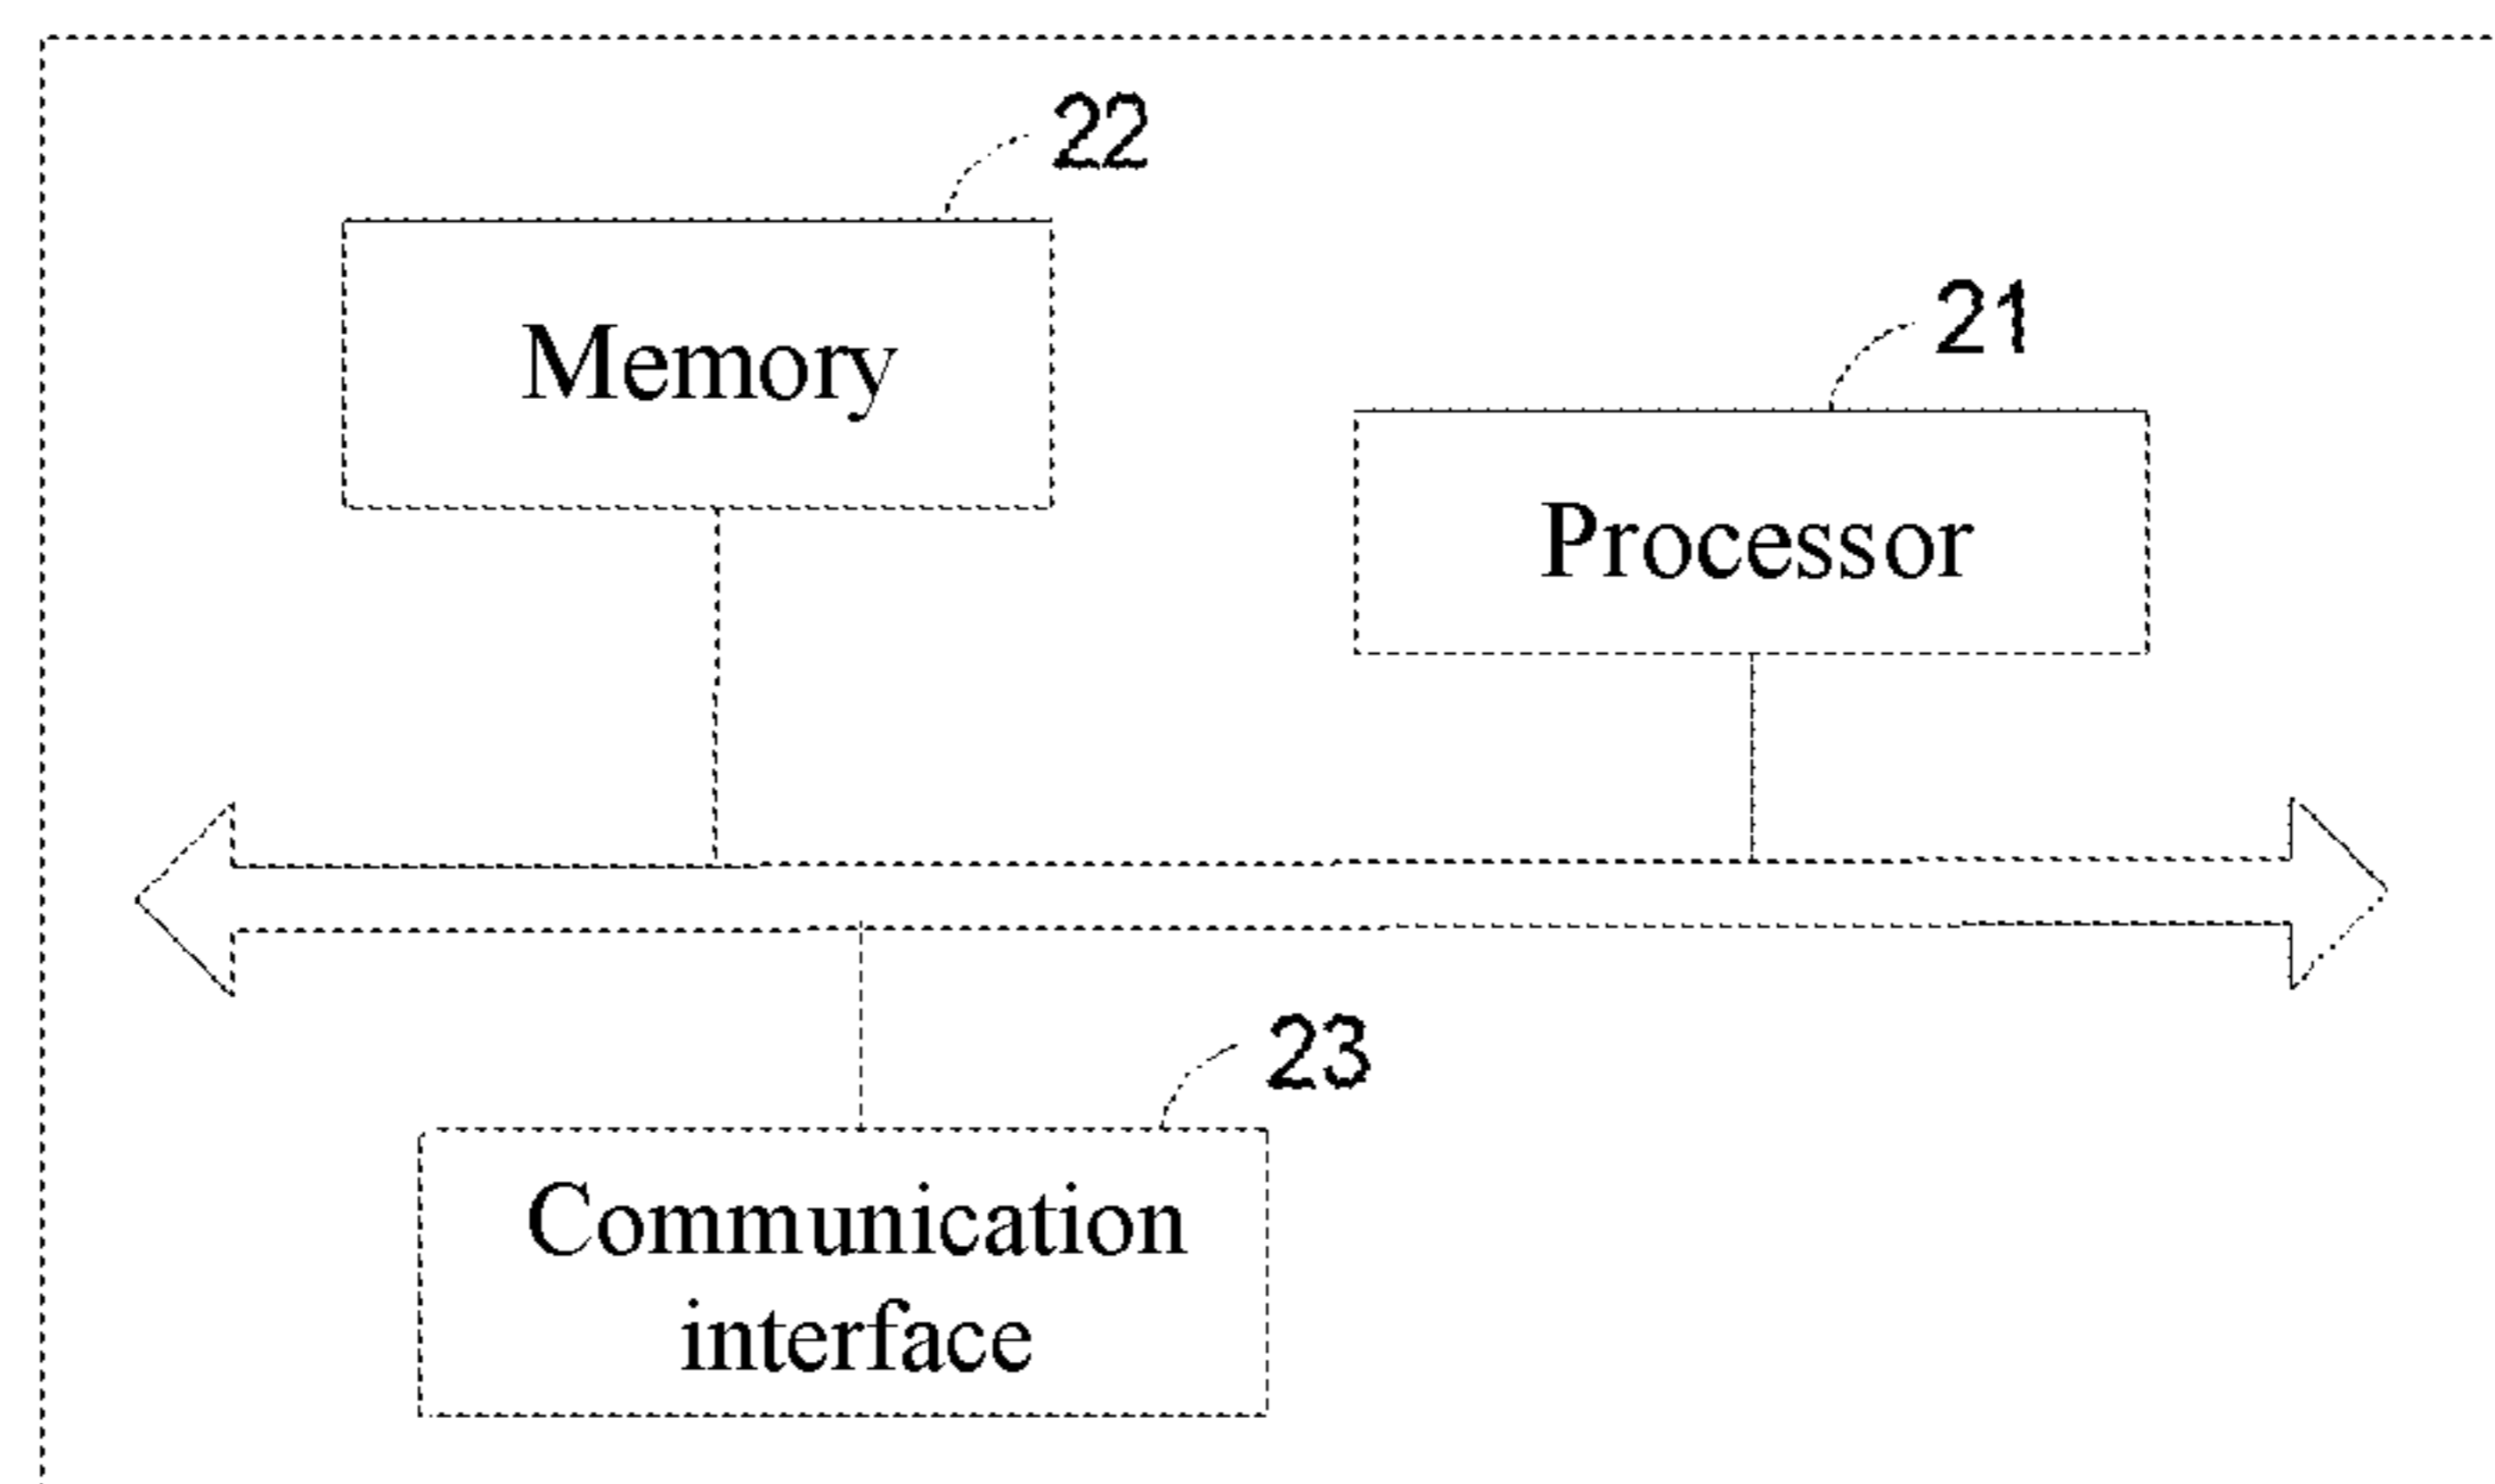 22
Memory
21
Processor
23
Communication
interface